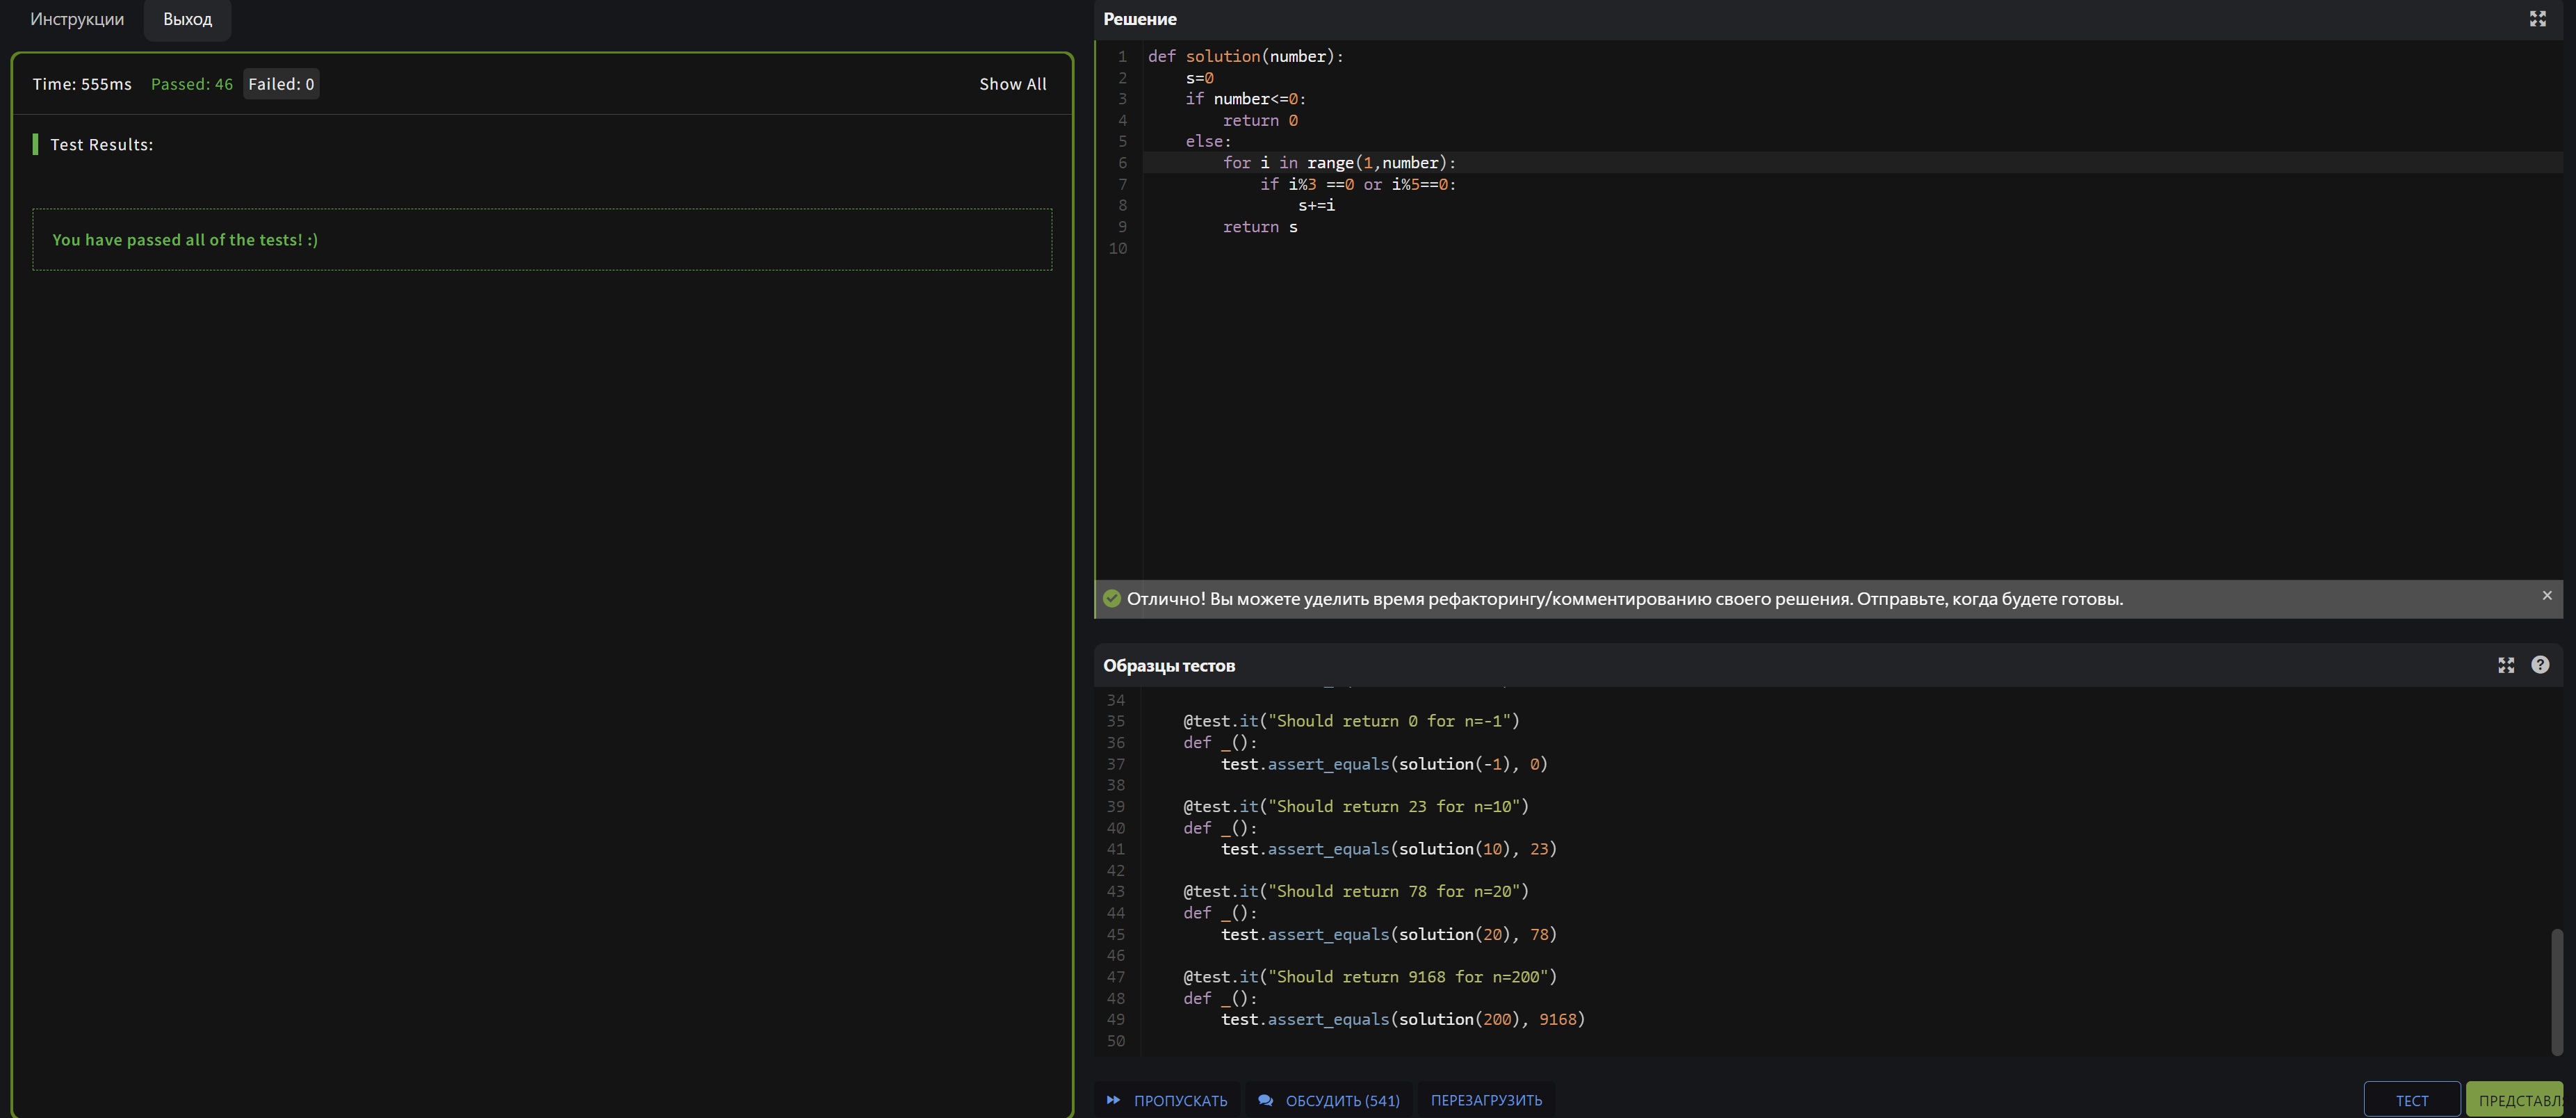 Инструкции
Выход
Time: 555ms Passed: 46 Failed: 0 Show All
Test Results:
You have passed all of the tests! :)
Решение
1 def solution(number):
2     s=0
3     if number<=0:
4         return 0
5     else:
6         for i in range(1,number):
7             if i%3 ==0 or i%5==0:
8                 s+=i
9         return s
10
Отлично! Вы можете уделить время рефакторингу/комментированию своего решения. Отправьте, когда будете готовы.
Образцы тестов
34
35     @test.it("Should return 0 for n=-1")
36     def _():
37         test.assert_equals(solution(-1), 0)
38
39     @test.it("Should return 23 for n=10")
40     def _():
41         test.assert_equals(solution(10), 23)
42
43     @test.it("Should return 78 for n=20")
44     def _():
45         test.assert_equals(solution(20), 78)
46
47     @test.it("Should return 9168 for n=200")
48     def _():
49         test.assert_equals(solution(200), 9168)
50
ПРОПУСКАТЬ ОБСУДИТЬ (541) ПЕРЕЗАГРУЗИТЬ ТЕСТ